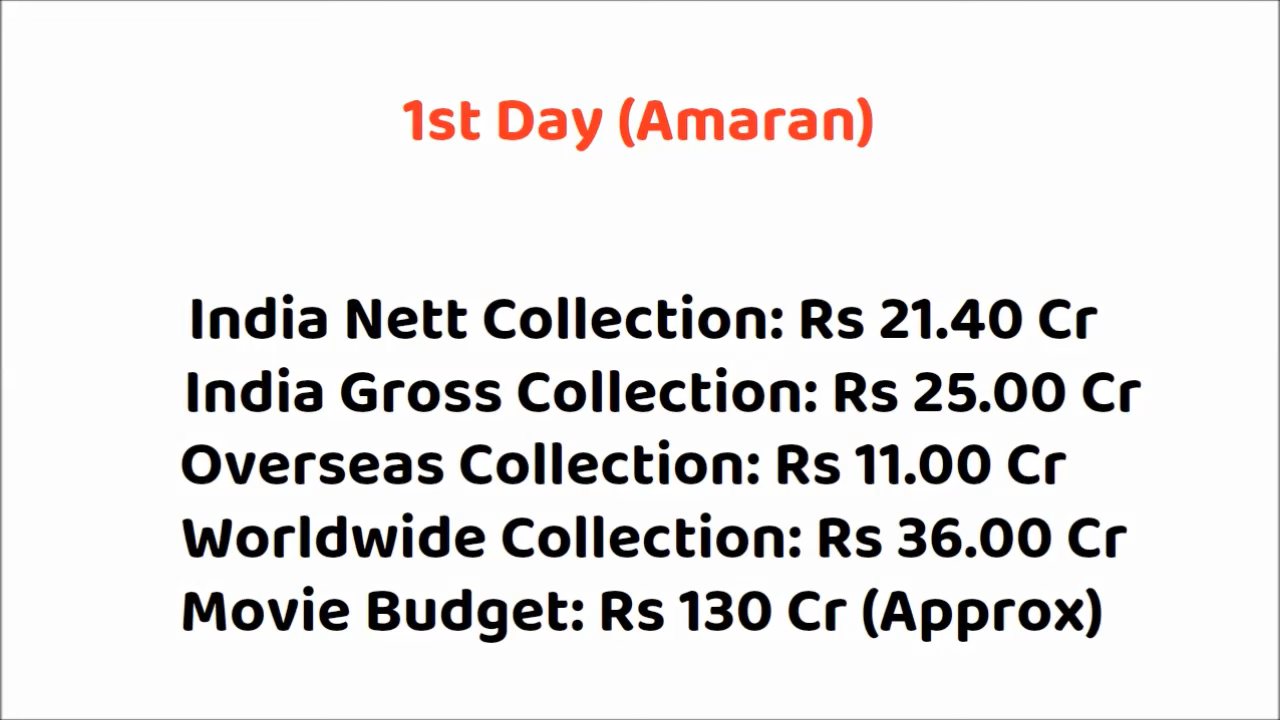 1st Day (Amaran)
India Nett Collection: Rs 21.40 Cr
India Gross Collection: Rs 25.00 Cr
Overseas Collection: Rs 11.00 Cr
Worldwide Collection: Rs 36.00 Cr
Movie Budget: Rs 130 Cr (Approx)